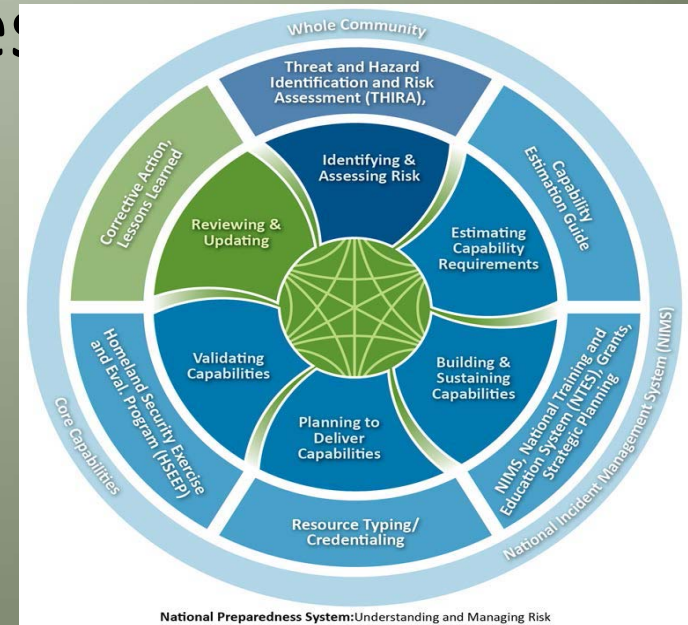 es
Whole Community
Threat and Hazard
Identification and Risk
Assessment (THIRA),
Identifying &
Assessing Risk
Capability
Estimation Guide
Estimating
Capability
Requirements
NIMS, National Training and
Education System (NTES), Grants,
Strategic Planning
Building &
Sustaining
Capabilities
National Incident Management System (NIMS)
Resource Typing/
Credentialing
Planning to
Deliver
Capabilities
Homeland Security Exercise
and Eval. Program (HSEEP)
Validating
Capabilities
Core Capabilities
Corrective Action,
Lessons Learned
Reviewing &
Updating
National Preparedness System:Understanding and Managing Risk